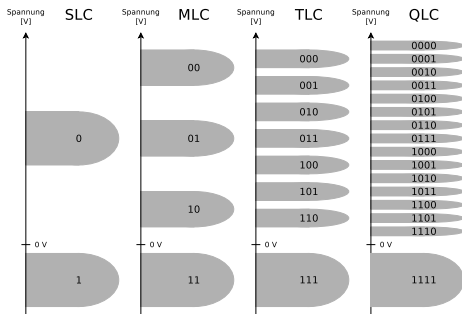 Spannung
[V]
SLC
0
0 V
1
Spannung
[V]
MLC
00
01
10
0 V
11
Spannung
[V]
TLC
000
001
010
011
100
101
110
0 V
111
Spannung
[V]
QLC
0000
0001
0010
0011
0100
0101
0110
0111
1000
1001
1010
1011
1100
1101
1110
0 V
1111